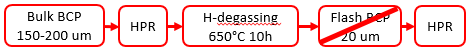 Bulk BCP
150-200 um
HPR
H-degassing
650°C 10h
Flash BCP
20 um
HPR